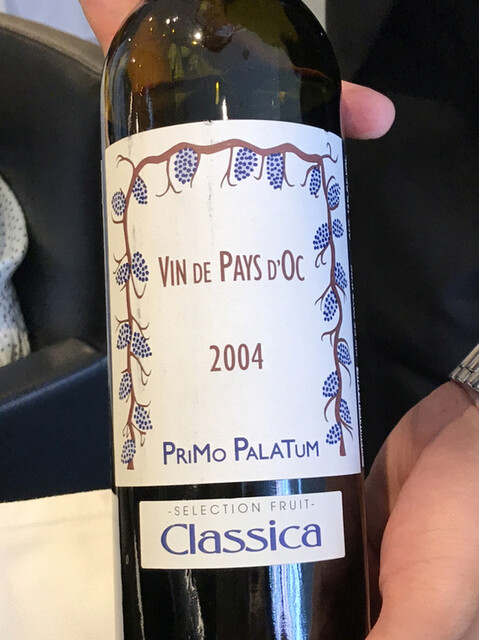 Vin de Pays d'Oc
2004
PRiMo PALATUM
-SELECTION FRUIT-
Classica